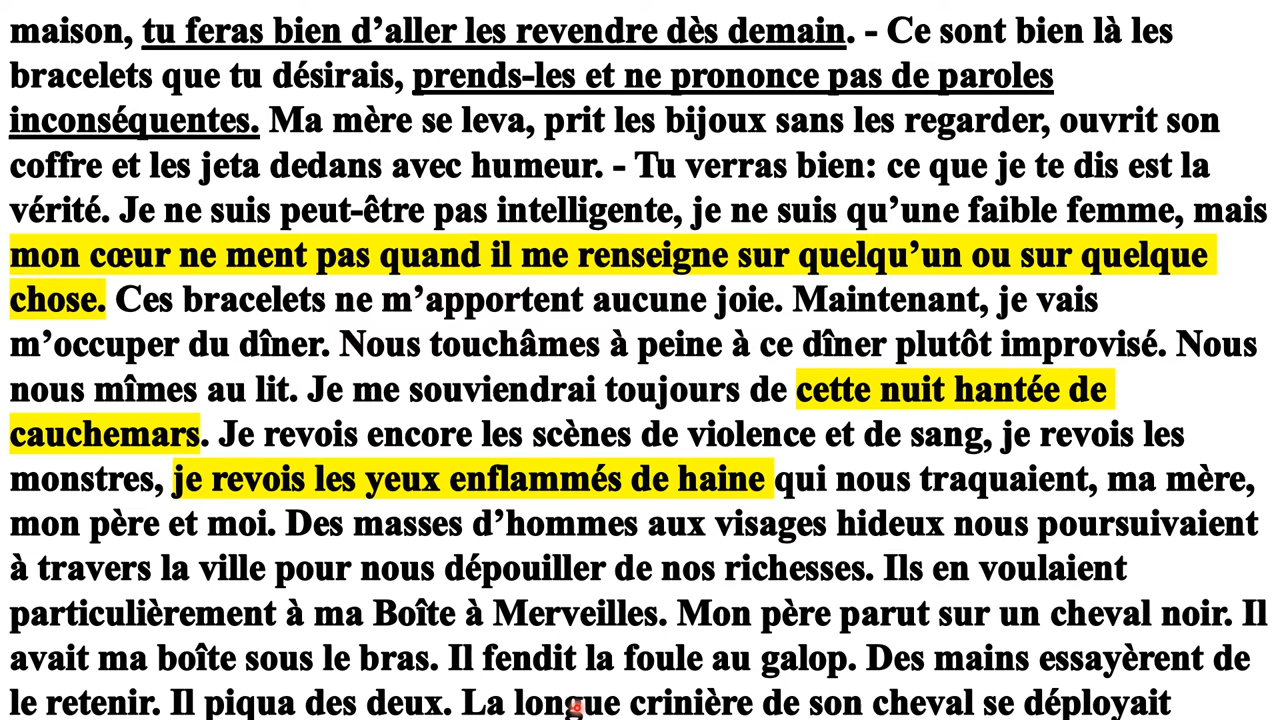 maison, tu feras bien d’aller les revendre dès demain. - Ce sont bien là les
bracelets que tu désirais, prends-les et ne prononce pas de paroles
inconséquentes. Ma mère se leva, prit les bijoux sans les regarder, ouvrit son
coffre et les jeta dedans avec humeur. - Tu verras bien: ce que je te dis est la
vérité. Je ne suis peut-être pas intelligente, je ne suis qu’une faible femme, mais
mon cœur ne ment pas quand il me renseigne sur quelqu’un ou sur quelque
chose. Ces bracelets ne m’apportent aucune joie. Maintenant, je vais
m’occuper du dîner. Nous touchâmes à peine à ce dîner plutôt improvisé. Nous
nous mîmes au lit. Je me souviendrai toujours de cette nuit hantée de
cauchemars. Je revois encore les scènes de violence et de sang, je revois les
monstres, je revois les yeux enflammés de haine qui nous traquaient, ma mère,
mon père et moi. Des masses d’hommes aux visages hideux nous poursuivaient
à travers la ville pour nous dépouiller de nos richesses. Ils en voulaient
particulièrement à ma Boîte à Merveilles. Mon père parut sur un cheval noir. Il
avait ma boîte sous le bras. Il fendit la foule au galop. Des mains essayèrent de
le retenir. Il piqua des deux. La longue crinière de son cheval se déployait